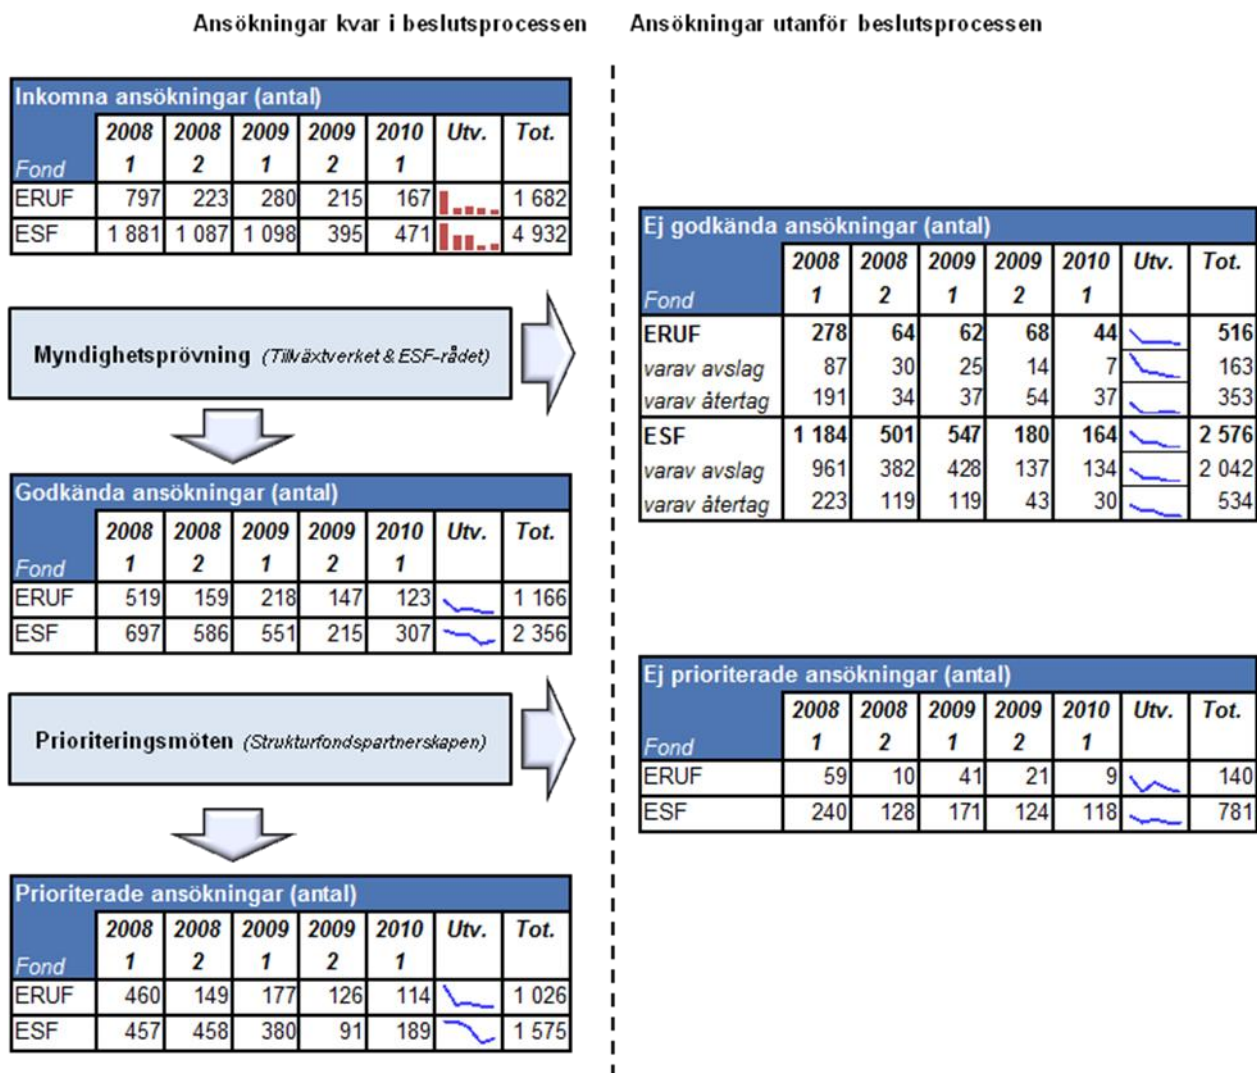 Ansökningar kvar i beslutsprocessen
Ansökningar utanför beslutsprocessen
Inkomna ansökningar (antal)
2008 2008 2009 2009 2010 Utv. Tot.
Fond 1 2 1 2 1
ERUF 797 223 280 215 167 1 682
ESF 1 881 1 087 1 098 395 471 4 932
Myndighetsprövning (Tillväxtverket & ESF-rådet)
Ej godkända ansökningar (antal)
2008 2008 2009 2009 2010 Utv. Tot.
Fond 1 2 1 2 1
ERUF 278 64 62 68 44 516
varav avslag 87 30 25 14 7 163
varav återtag 191 34 37 54 37 353
ESF 1 184 501 547 180 164 2 576
varav avslag 961 382 428 137 134 2 042
varav återtag 223 119 119 43 30 534
Godkända ansökningar (antal)
2008 2008 2009 2009 2010 Utv. Tot.
Fond 1 2 1 2 1
ERUF 519 159 218 147 123 1 166
ESF 697 586 551 215 307 2 356
Prioriteringsmöten (Strukturfondspartnerskapen)
Ej prioriterade ansökningar (antal)
2008 2008 2009 2009 2010 Utv. Tot.
Fond 1 2 1 2 1
ERUF 59 10 41 21 9 140
ESF 240 128 171 124 118 781
Prioriterade ansökningar (antal)
2008 2008 2009 2009 2010 Utv. Tot.
Fond 1 2 1 2 1
ERUF 460 149 177 126 114 1 026
ESF 457 458 380 91 189 1 575